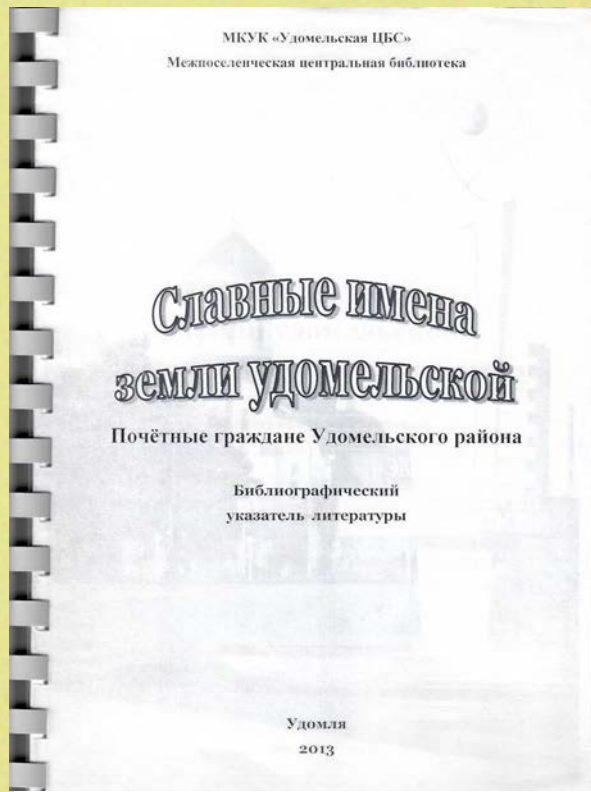 МКУК «Удомельская ЦБС»
Межпоселенческая центральная библиотека
Славные имена
земли удомельской
Почётные граждане Удомельского района
Библиографический
указатель литературы
Удомля
2013